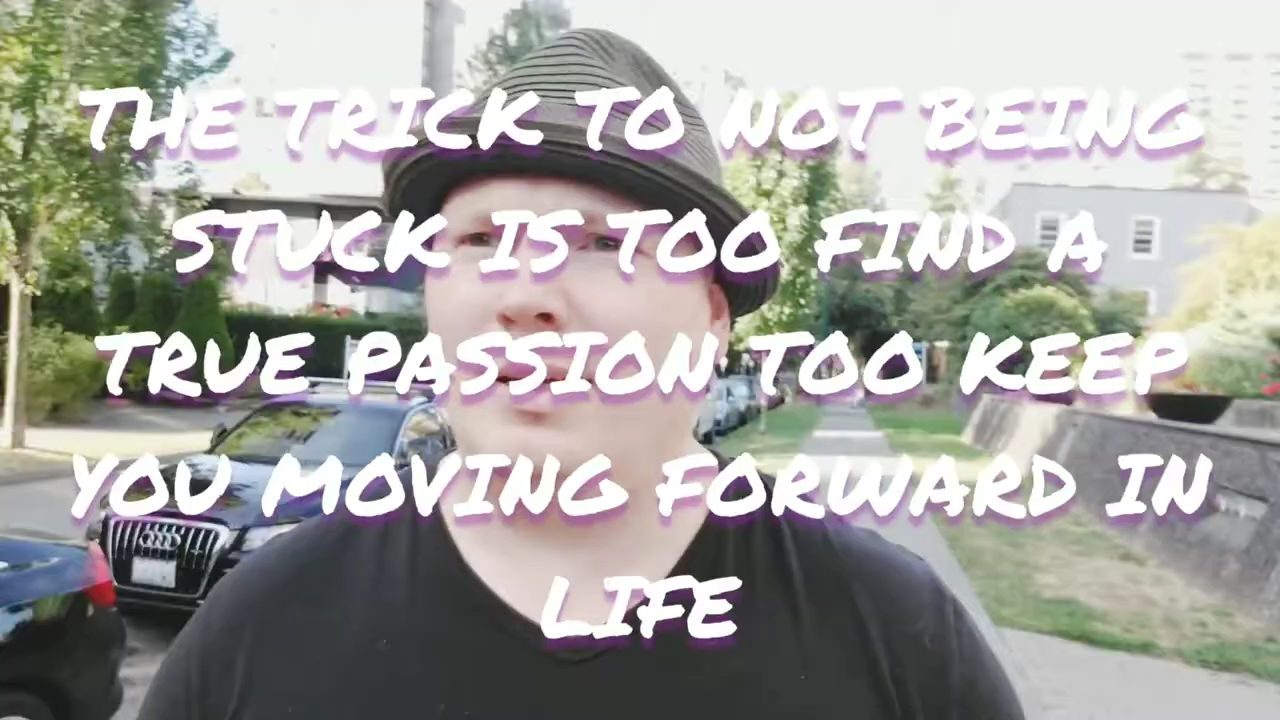 THE TRICK TO NOT BEING
STUCK IS TOO FIND A
TRUE PASSION TOO KEEP
YOU MOVING FORWARD IN
LIFE